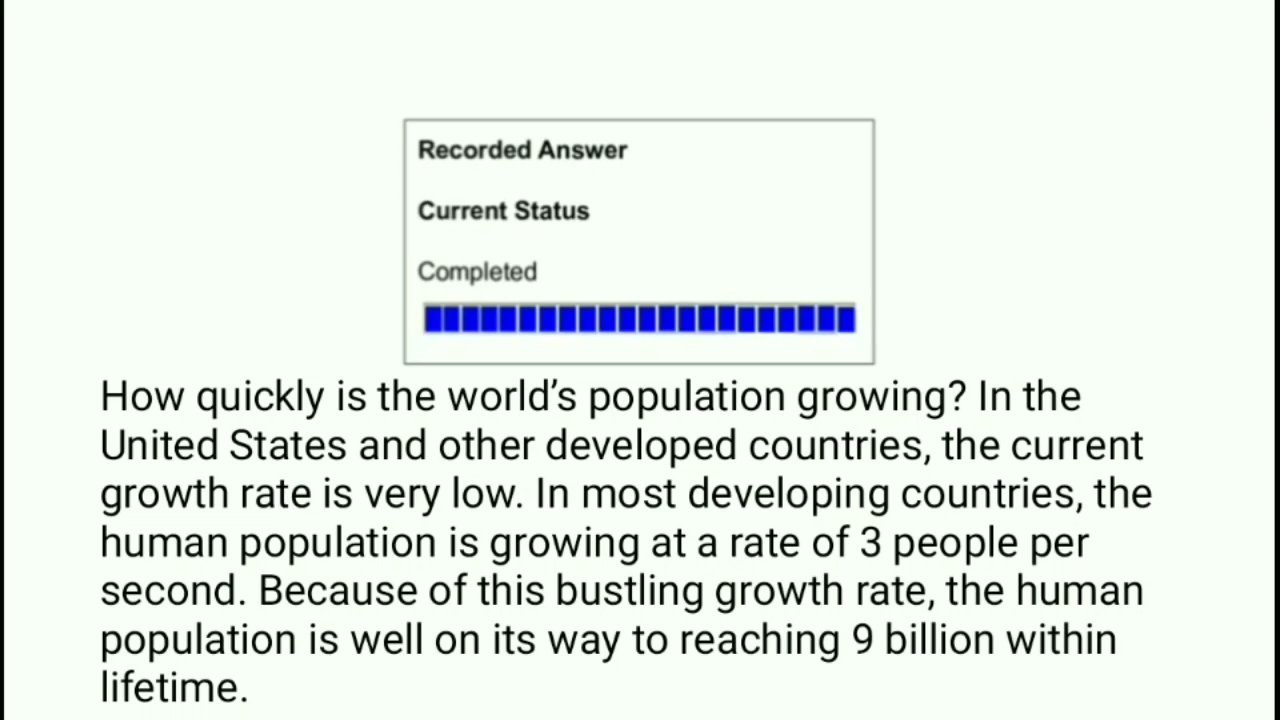 Recorded Answer
Current Status
Completed
How quickly is the world's population growing? In the
United States and other developed countries, the current
growth rate is very low. In most developing countries, the
human population is growing at a rate of 3 people per
second. Because of this bustling growth rate, the human
population is well on its way to reaching 9 billion within
lifetime.